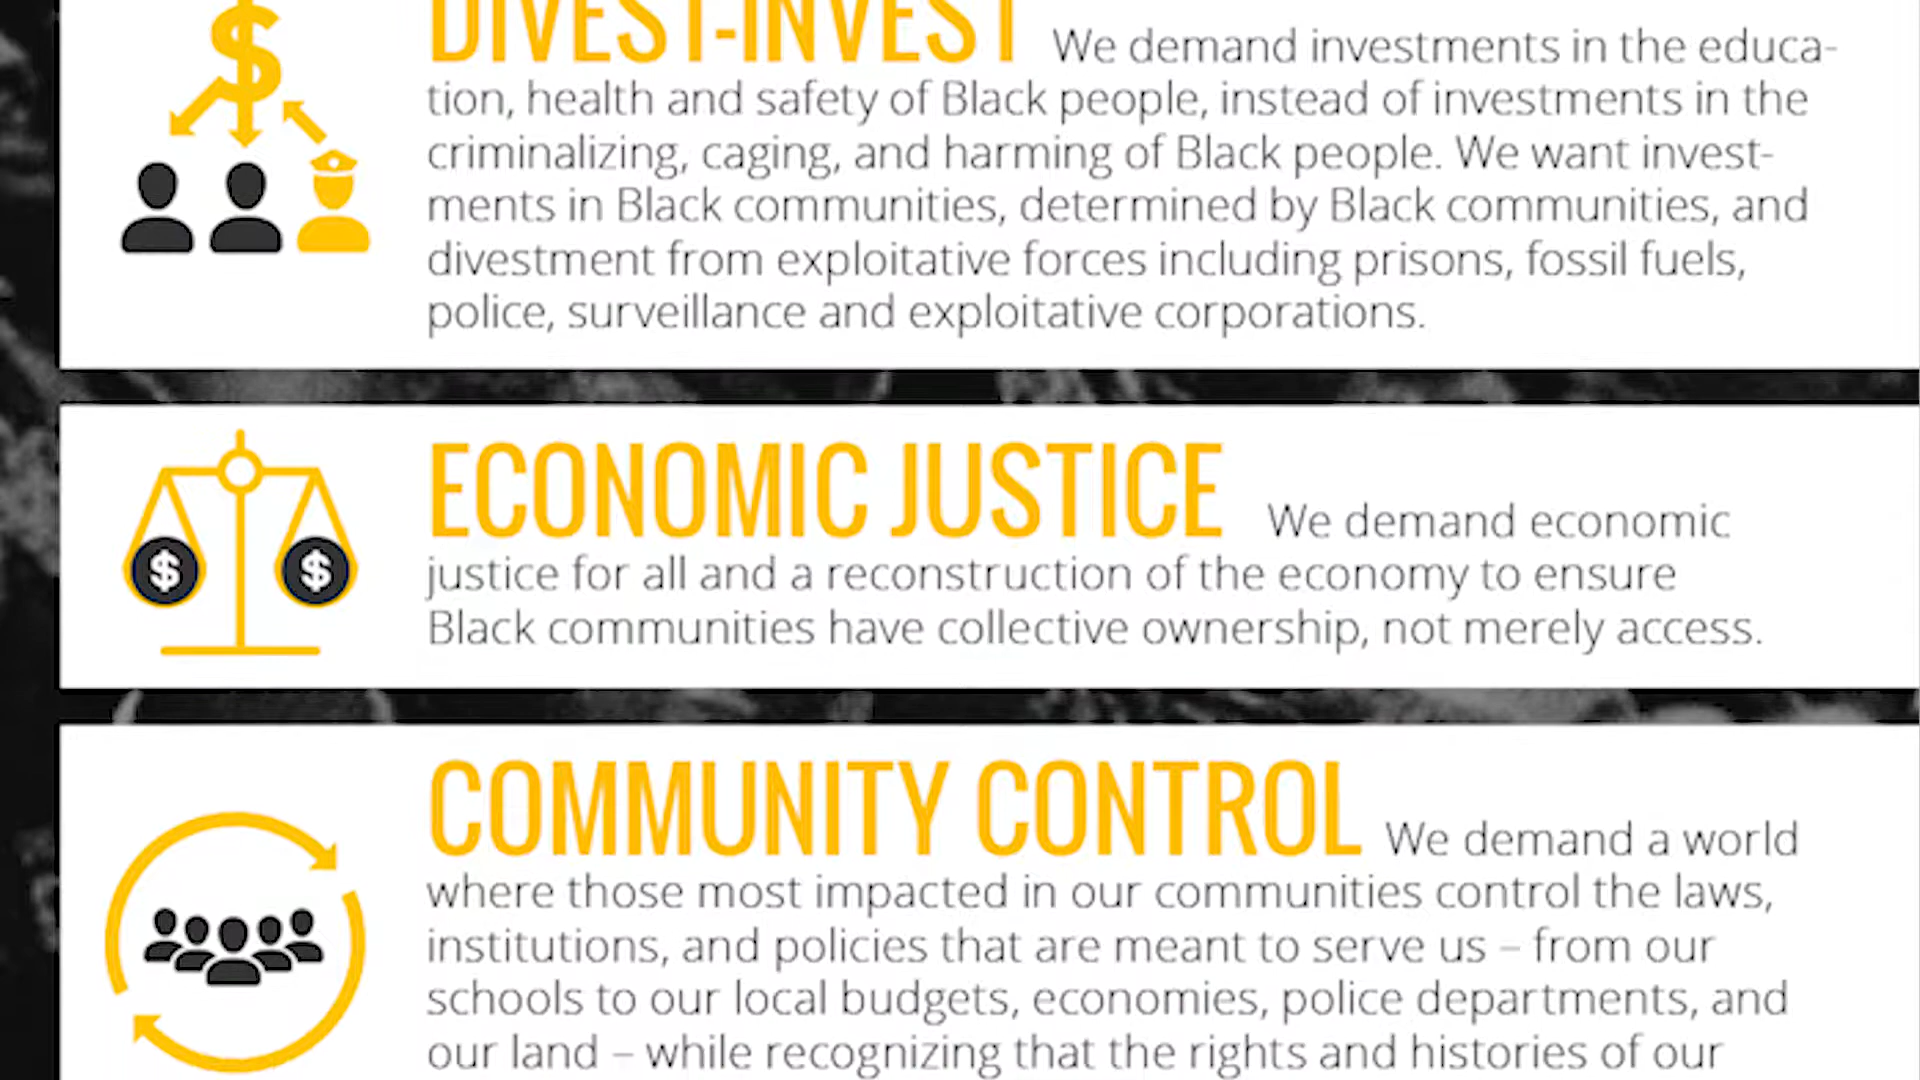 $
DIVEST-INVEST We demand investments in the educa-
tion, health and safety of Black people, instead of investments in the
criminalizing, caging, and harming of Black people. We want invest-
ments in Black communities, determined by Black communities, and
divestment from exploitative forces including prisons, fossil fuels,
police, surveillance and exploitative corporations.
ECONOMIC JUSTICE We demand economic
$ $
justice for all and a reconstruction of the economy to ensure
Black communities have collective ownership, not merely access.
COMMUNITY CONTROL We demand a world
where those most impacted in our communities control the laws,
institutions, and policies that are meant to serve us – from our
schools to our local budgets, economies, police departments, and
our land – while recognizing that the rights and histories of our